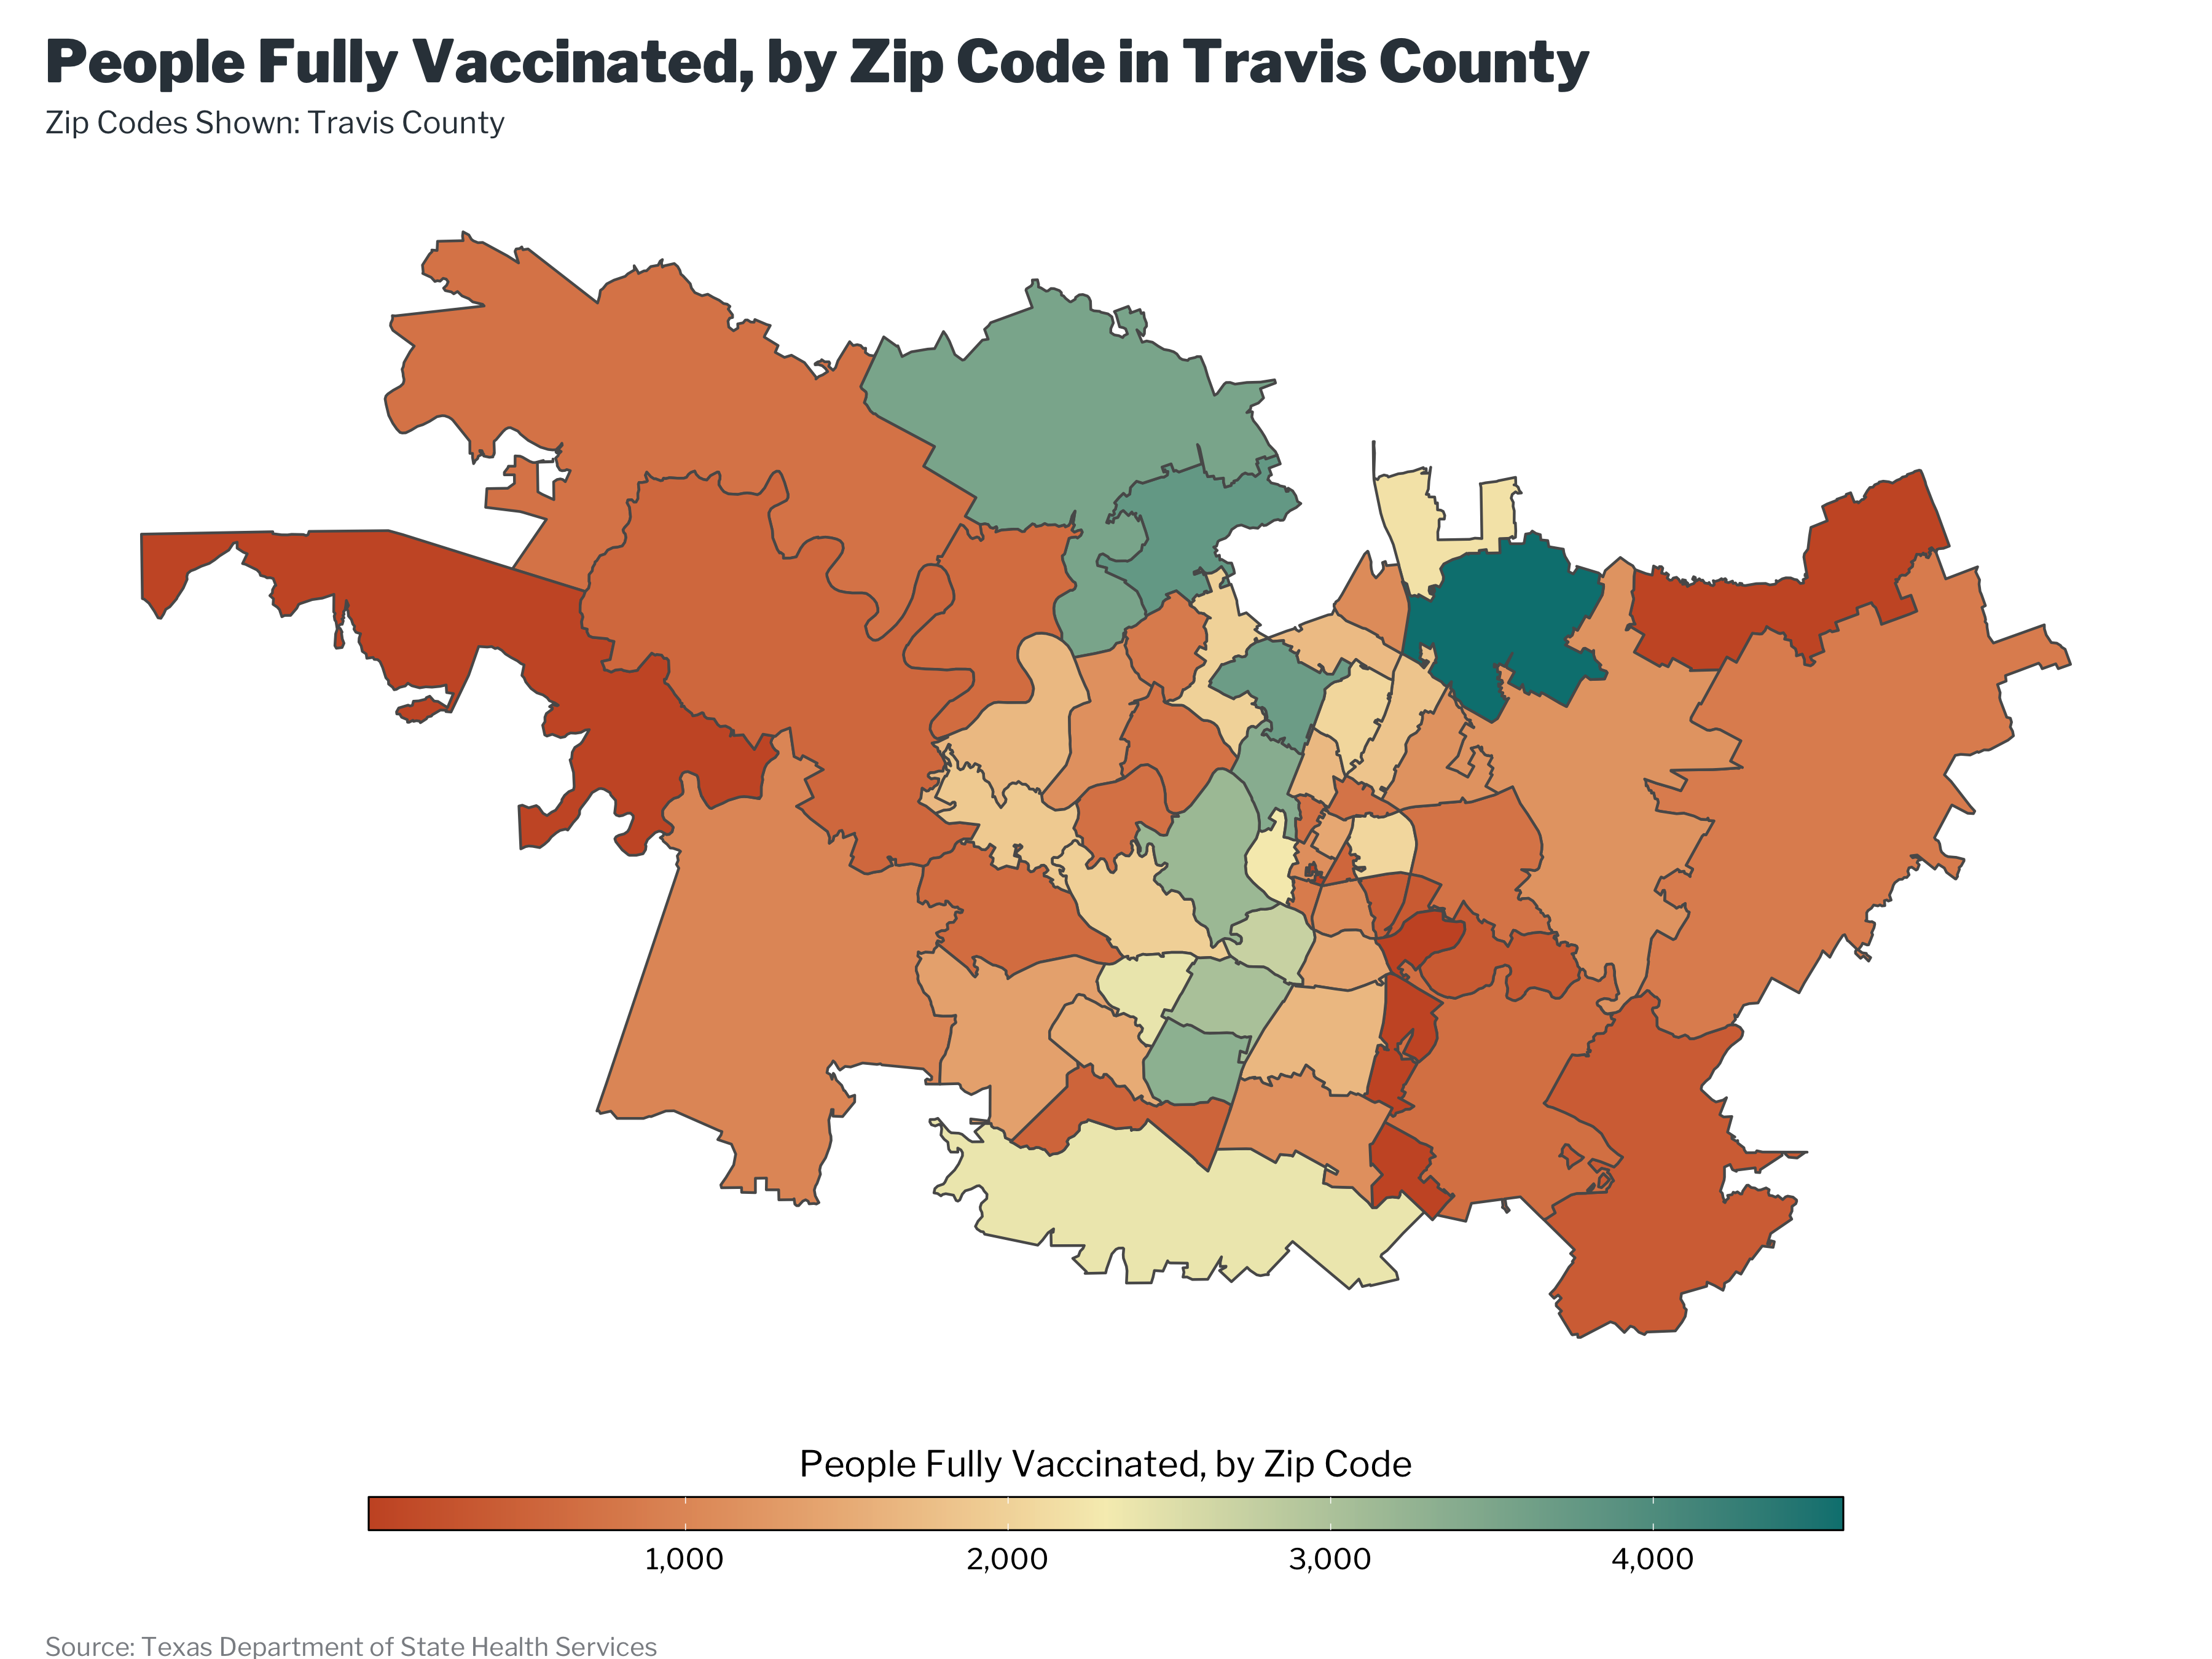 People Fully Vaccinated, by Zip Code in Travis County
Zip Codes Shown: Travis County
People Fully Vaccinated, by Zip Code
1,000 2,000 3,000 4,000
Source: Texas Department of State Health Services